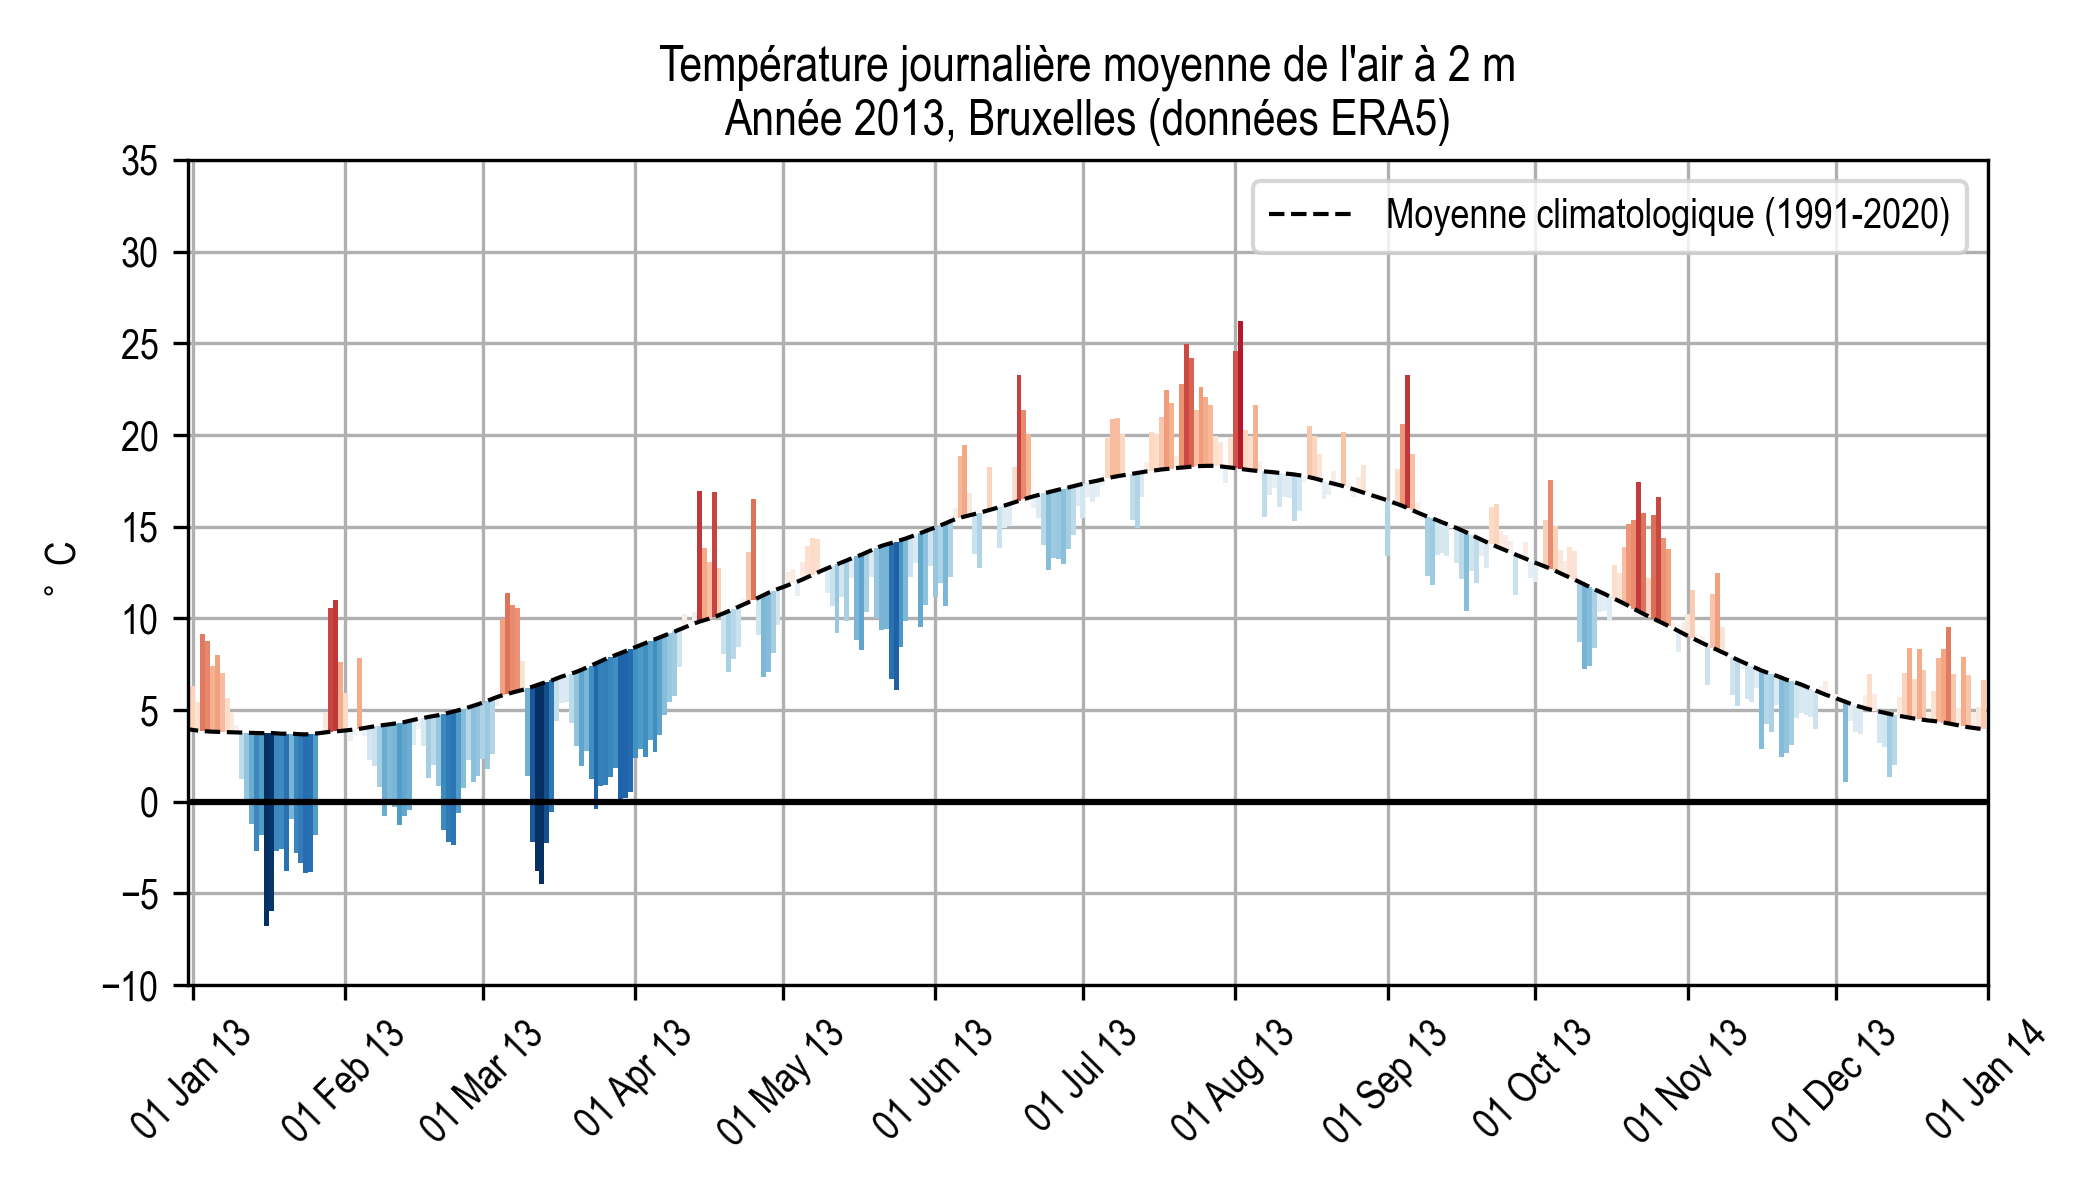 Température journalière moyenne de l'air à 2 m
Année 2013, Bruxelles (données ERA5)
Moyenne climatologique (1991-2020)
° C
35
30
25
20
15
10
5
0
−5
−10
01 Jan 13
01 Feb 13
01 Mar 13
01 Apr 13
01 May 13
01 Jun 13
01 Jul 13
01 Aug 13
01 Sep 13
01 Oct 13
01 Nov 13
01 Dec 13
01 Jan 14